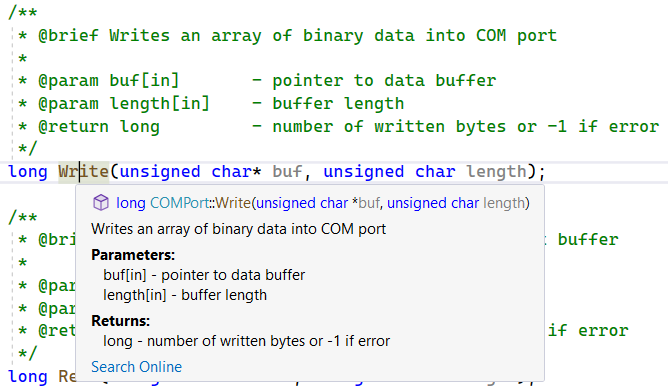 /**
* @brief Writes an array of binary data into COM port
*
* @param buf[in] - pointer to data buffer
* @param length[in] - buffer length
* @return long - number of written bytes or -1 if error
*/
long Write(unsigned char* buf, unsigned char length);
long COMPort::Write(unsigned char *buf, unsigned char length)
Writes an array of binary data into COM port
Parameters:
buf[in] - pointer to data buffer
length[in] - buffer length
Returns:
long - number of written bytes or -1 if error
Search Online
/**
* @bri buffer
*
* @par
* @par
* @ret if error
*/
long Re